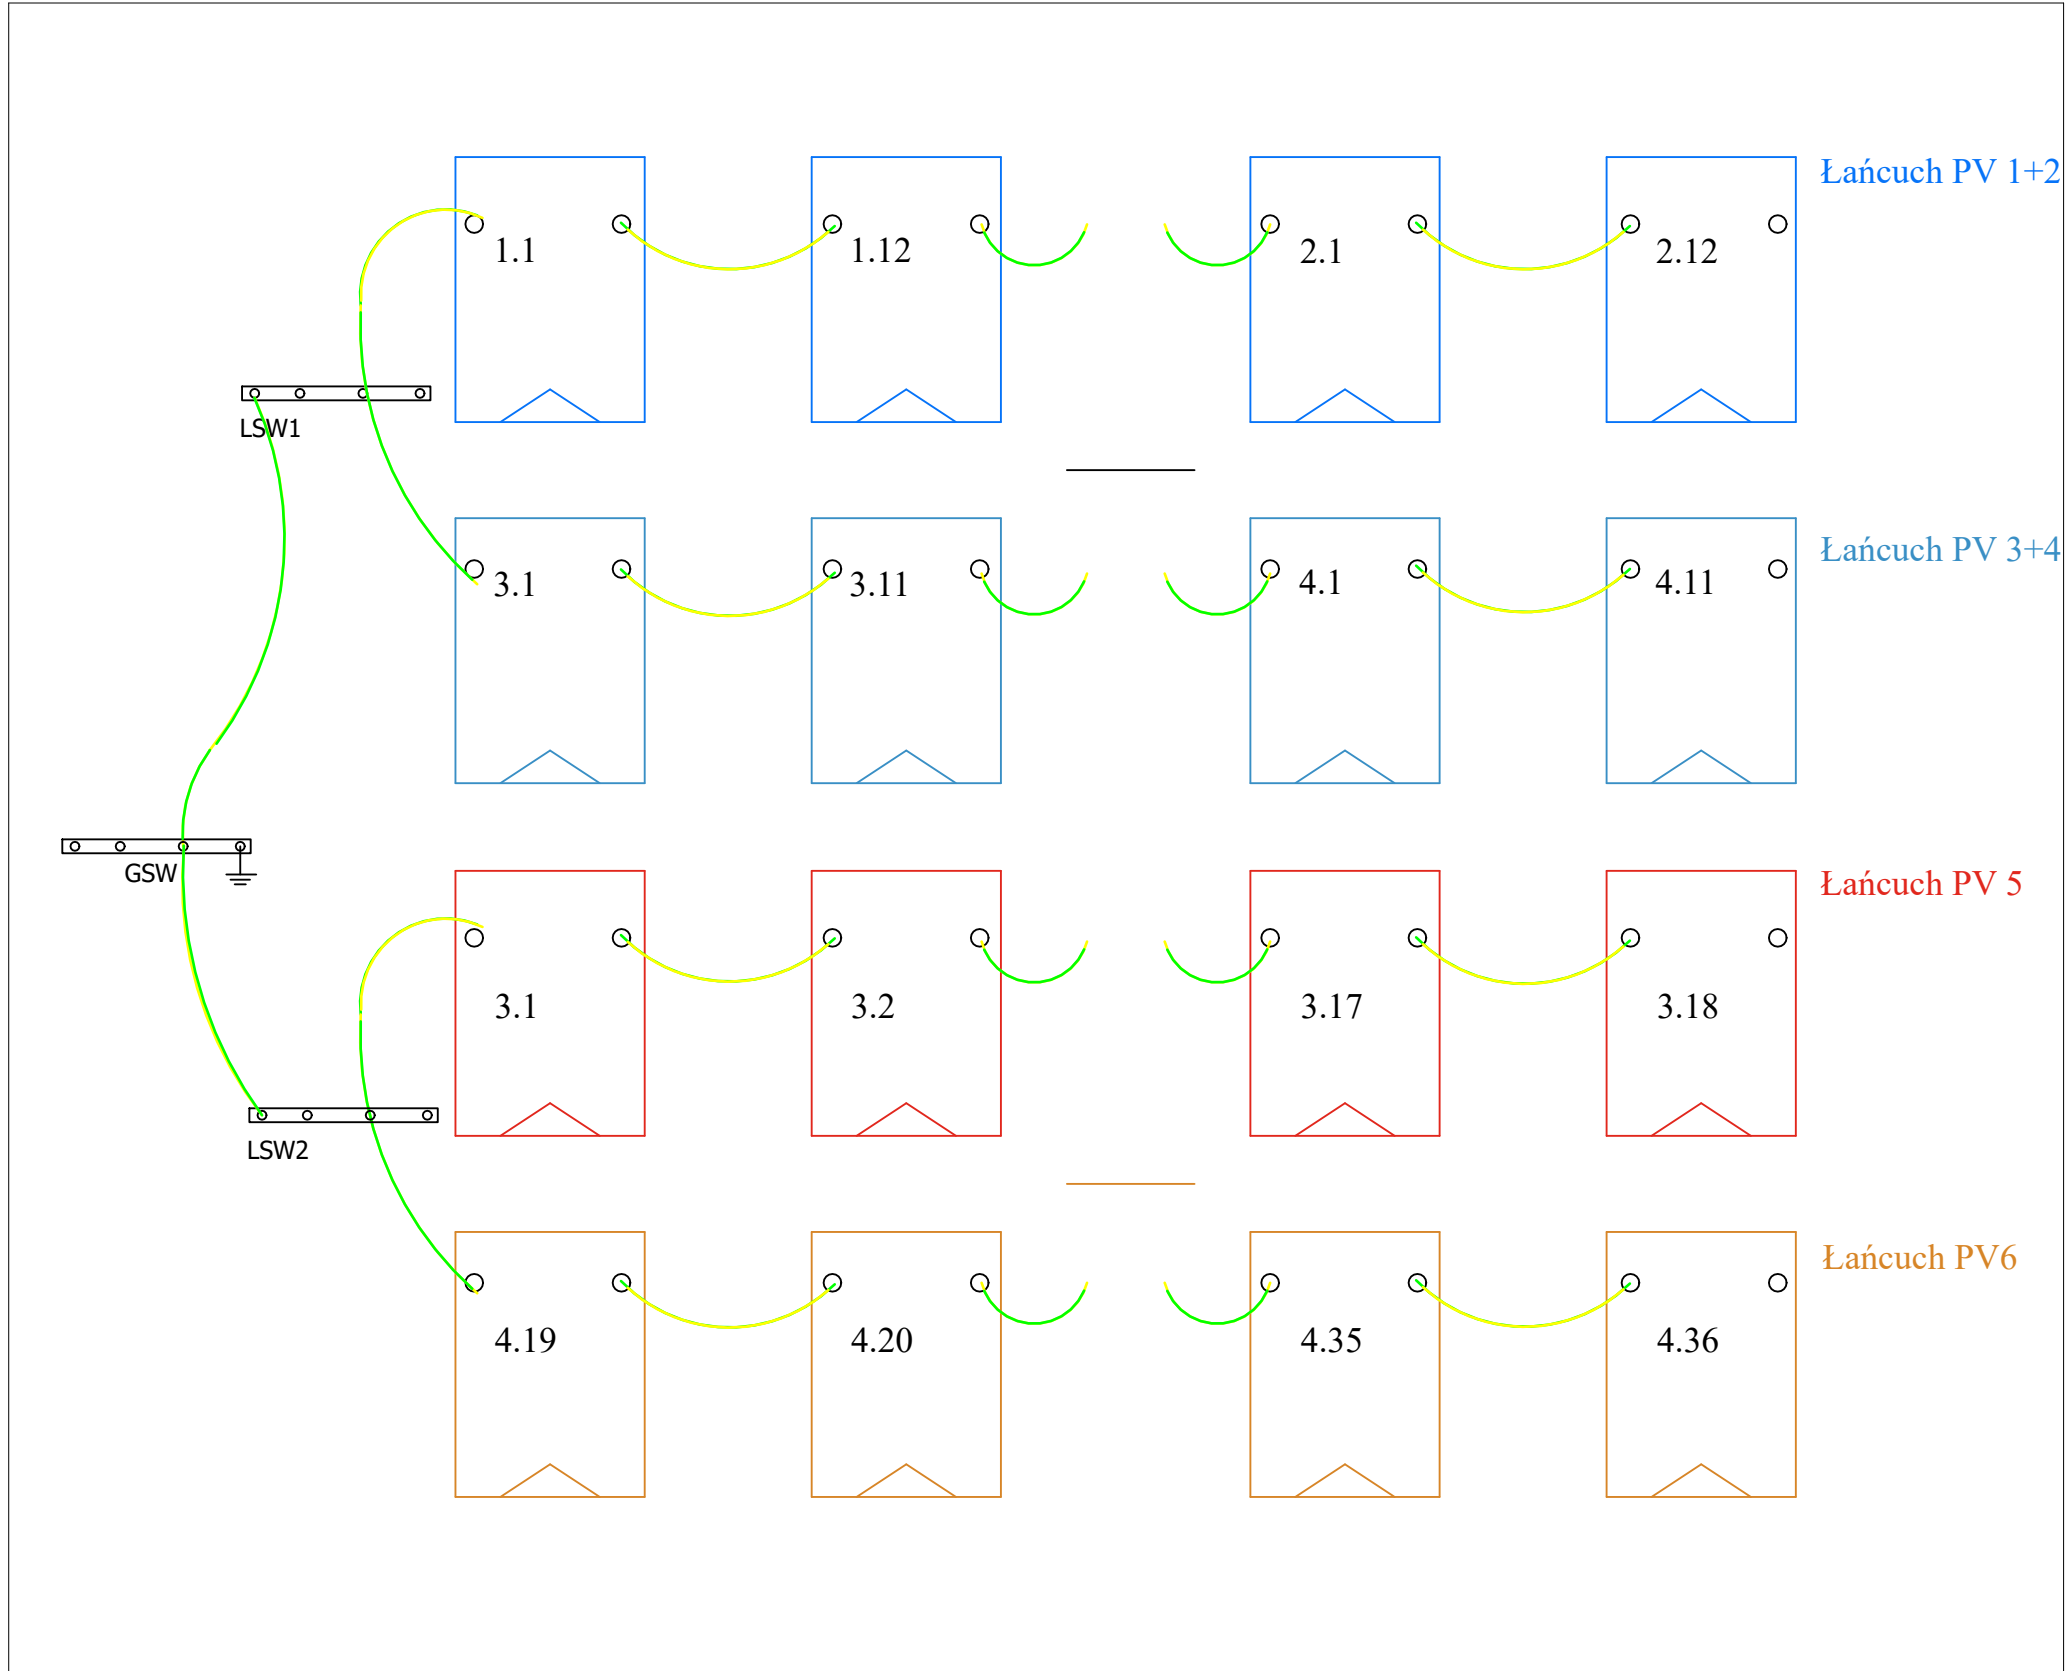 Łańcuch PV 1+2
1.1
1.12
2.1
2.12
LSW1
Łańcuch PV 3+4
3.1
3.11
4.1
4.11
GSW
Łańcuch PV 5
3.1
3.2
3.17
3.18
LSW2
Łańcuch PV6
4.19
4.20
4.35
4.36